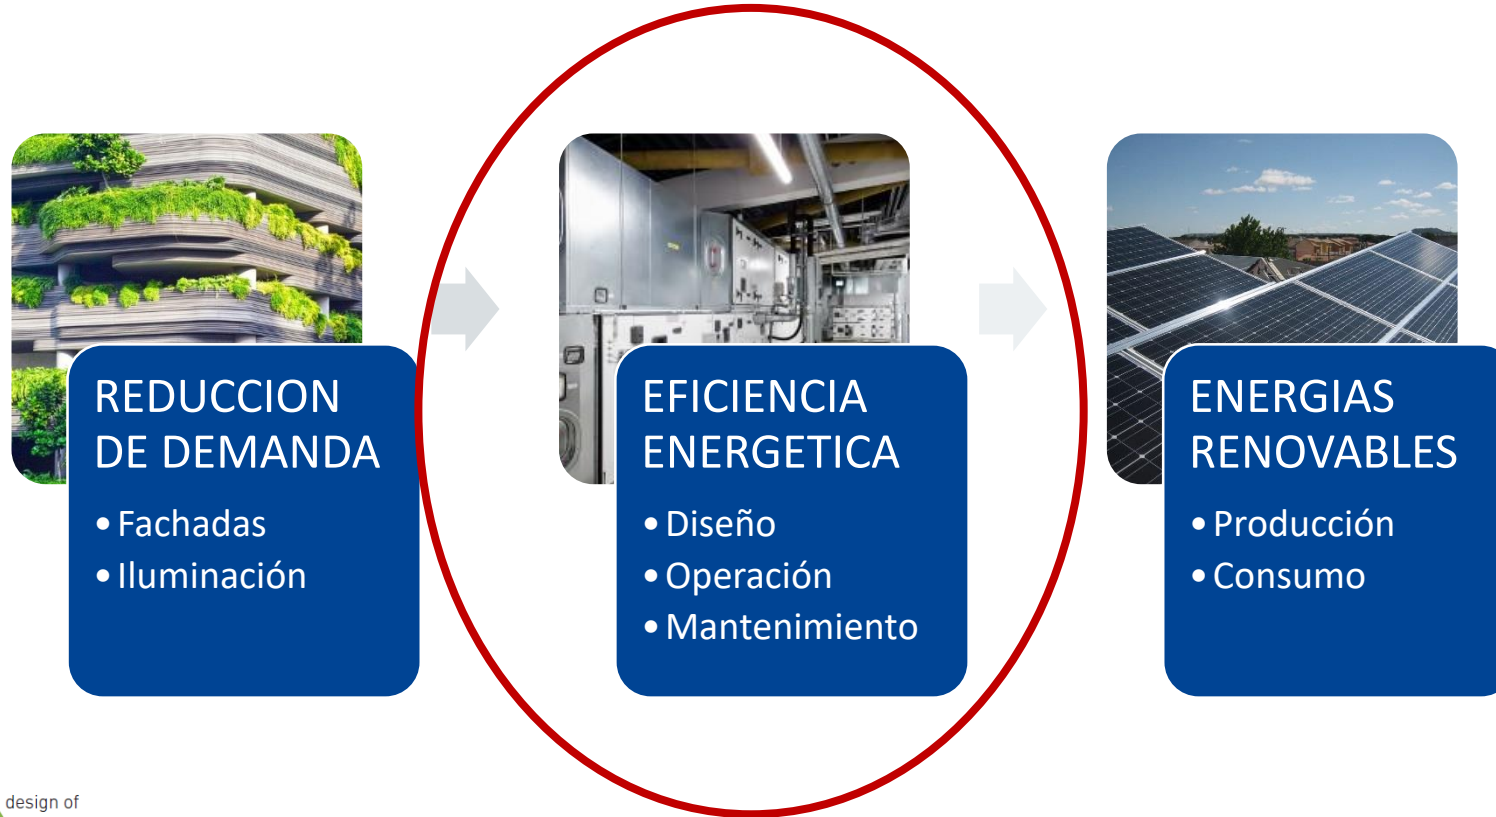 REDUCCION
DE DEMANDA
• Fachadas
• Iluminación
EFICIENCIA
ENERGETICA
• Diseño
• Operación
• Mantenimiento
ENERGIAS
RENOVABLES
• Producción
• Consumo
design of